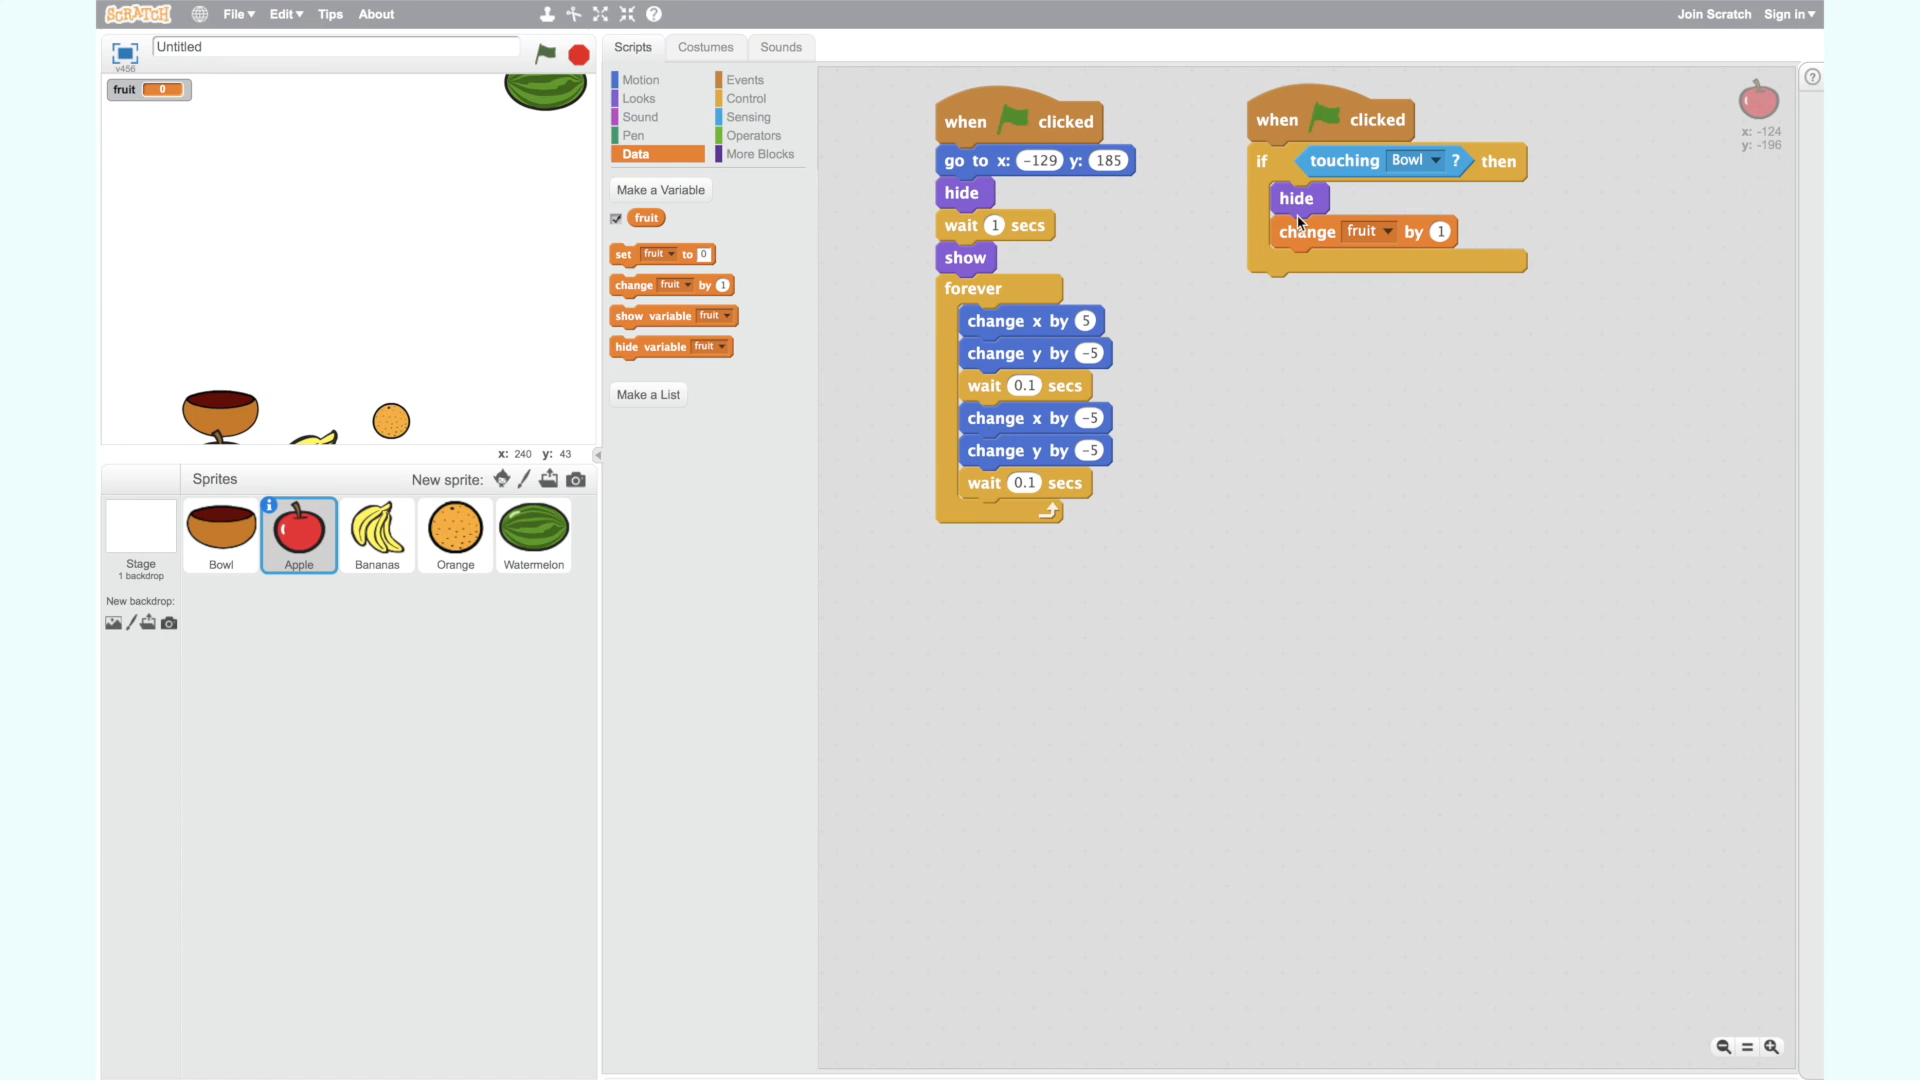 SCRATCH File Edit Tips About Join Scratch Sign in
v456
Untitled
fruit 0
x: 240 y: 43
Sprites New sprite:
Stage
1 backdrop
New backdrop:
Bowl Apple Bananas Orange Watermelon
Scripts Costumes Sounds
Motion Events
Looks Control
Sound Sensing
Pen Operators
Data More Blocks
Make a Variable
fruit
set fruit to 0
change fruit by 1
show variable fruit
hide variable fruit
Make a List
when clicked
go to x: -129 y: 185
hide
wait 1 secs
show
forever
change x by 5
change y by -5
wait 0.1 secs
change x by -5
change y by -5
wait 0.1 secs
when clicked
if touching Bowl ? then
hide
change fruit by 1
x: -124
y: -196